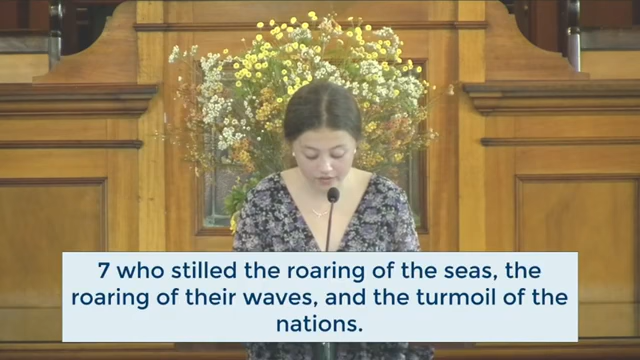 7 who stilled the roaring of the seas, the
roaring of their waves, and the turmoil of the
nations.